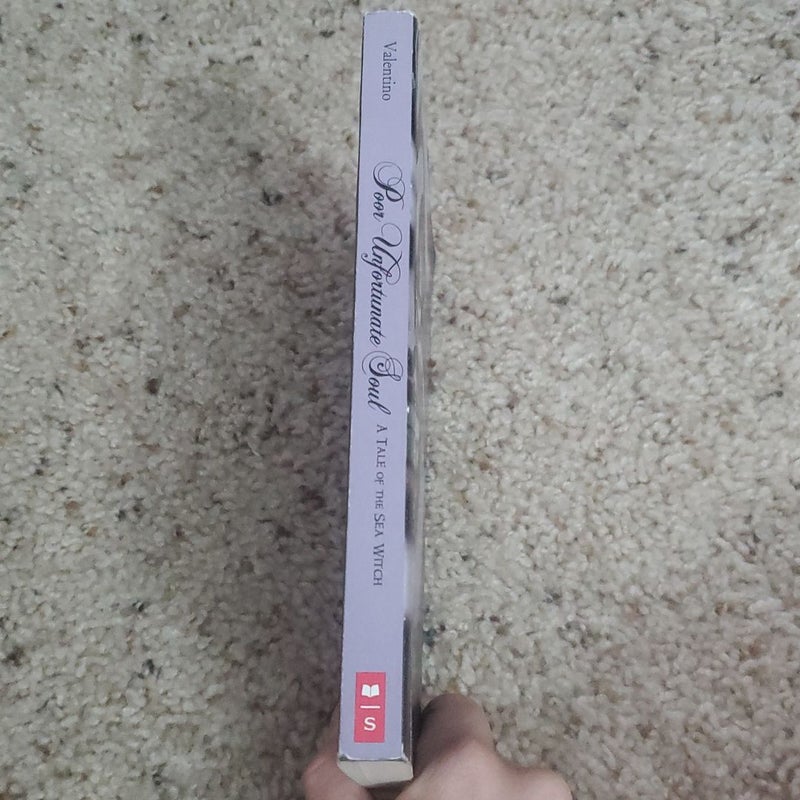 Valentino
Poor Unfortunate Soul
A TALE OF THE SEA WITCH
S